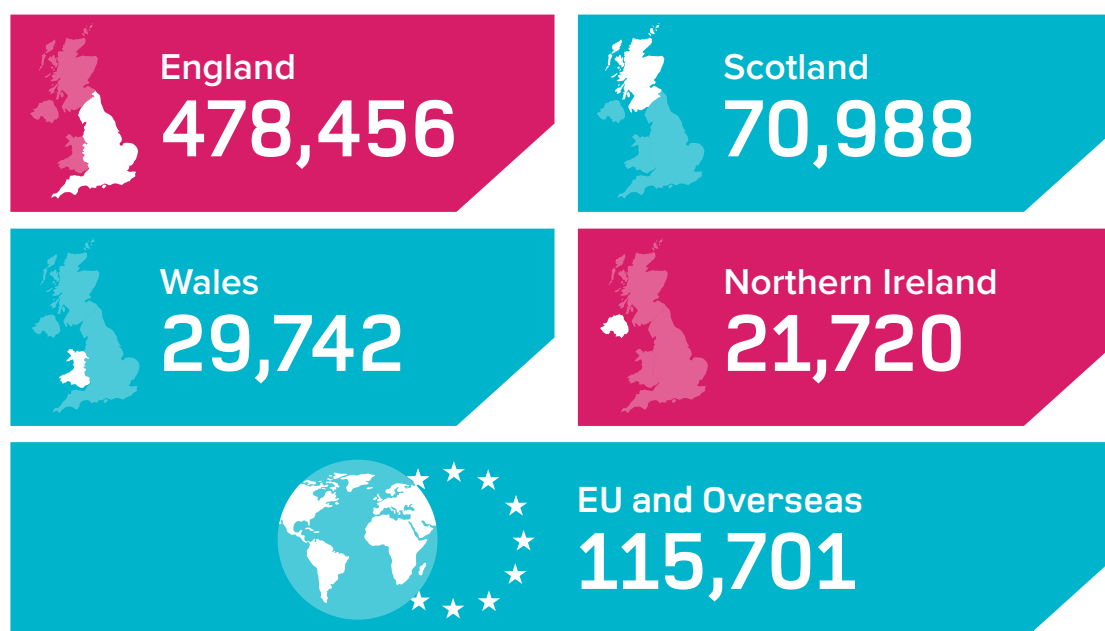 England
478,456
Scotland
70,988
Wales
29,742
Northern Ireland
21,720
EU and Overseas
115,701